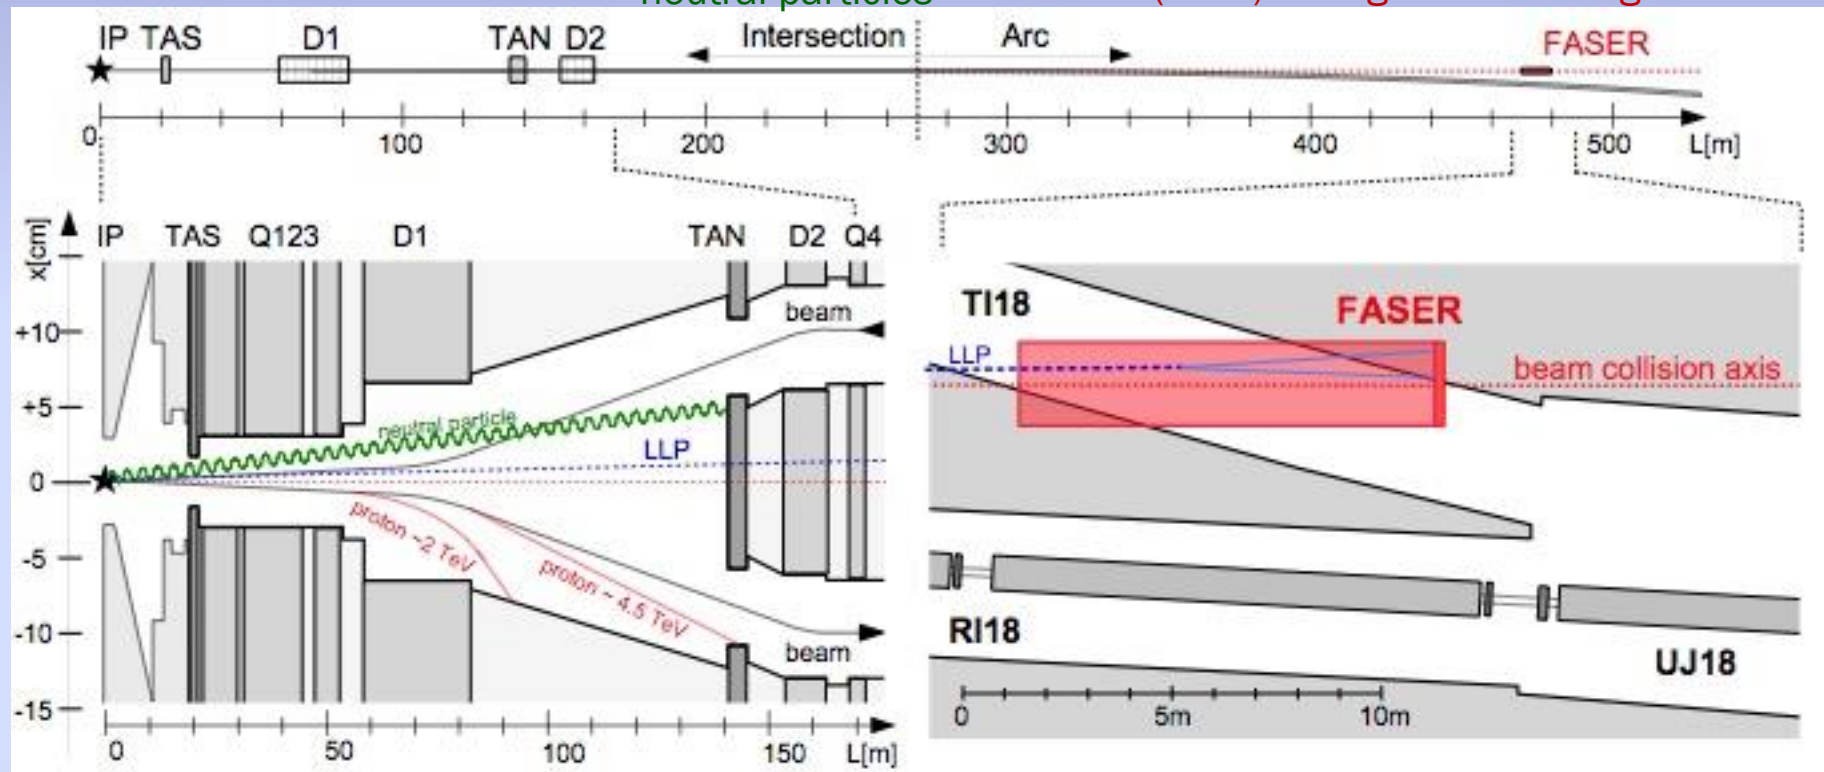 neutral particles
IP TAS D1 TAN D2 Intersection Arc FASER
0 100 200 300 400 500 L[m]
x[cm]
IP TAS Q123 D1 TAN D2 Q4
+10
+5
0
-5
-10
-15
beam
neutral particle
LLP
proton ~2 TeV
proton ~ 4.5 TeV
beam
0 50 100 150 L[m]
TI18
FASER
LLP
beam collision axis
RI18
UJ18
0 5m 10m